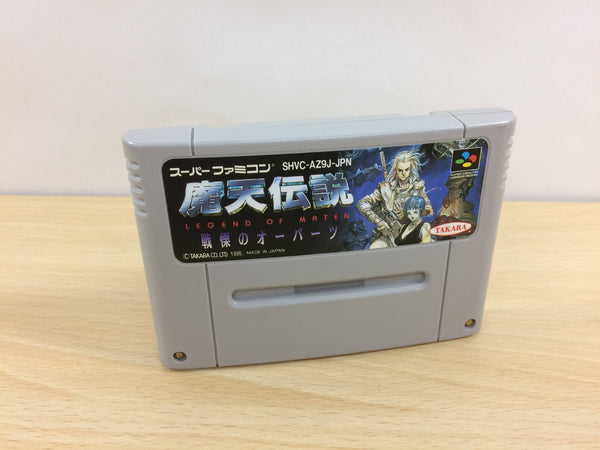 スーパーファミコン® SHVC-AZ9J-JPN
魔天伝説
LEGEND OF MATEN
戦慄のオーパーツ
© TAKARA CO.,LTD 1995 MADE IN JAPAN
TAKARA